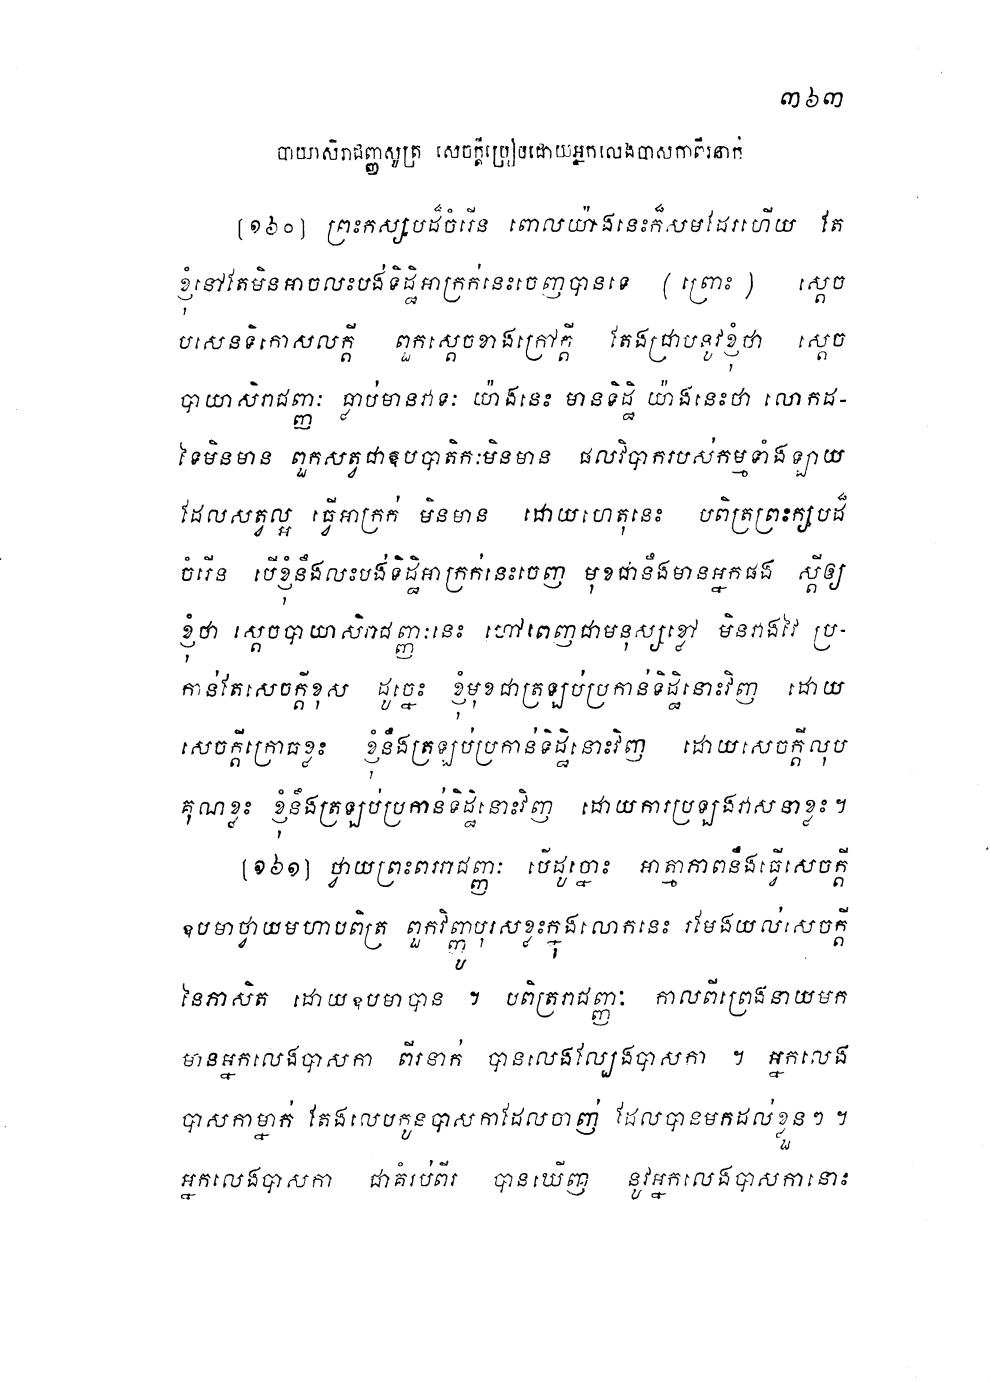 ៣៦៣
បាយាសិរាជញ្ញសូត្រ សេចក្តីប្រៀបដោយអ្នកលេងបាសកាពីរនាក់
(១៦០) ព្រះកស្សបដ៏ចំរើន ពោលយ៉ាងនេះក៏សមដែរហើយ តែ
ខ្ញុំនៅតែមិនអាចលះបង់ទិដ្ឋិអាក្រក់នេះចេញបានទេ (ព្រោះ) ស្តេច
បសេនទិកោសលក្តី ពួកស្តេចខាងក្រៅក្តី តែងជ្រាបនូវខ្ញុំថា ស្តេច
បាយាសិរាជញ្ញៈ ធ្លាប់មានវាទៈ យ៉ាងនេះ មានទិដ្ឋិ យ៉ាងនេះថា លោកដ-
ទៃមិនមាន ពួកសត្វជាឧបបាតិកៈមិនមាន ផលវិបាករបស់កម្មទាំងឡាយ
ដែលសត្វល្អ ធ្វើអាក្រក់ មិនមាន ដោយហេតុនេះ បពិត្រព្រះក្សបដ៏
ចំរើន បើខ្ញុំនឹងលះបង់ទិដ្ឋិអាក្រក់នេះចេញ មុខជានឹងមានអ្នកផង ស្តីឲ្យ
ខ្ញុំថា ស្តេចបាយាសិរាជញ្ញៈនេះ ហៅពេញជាមនុស្សខ្លៅ មិនវាងវៃ ប្រ-
កាន់តែសេចក្តីខុស ដូច្នេះ ខ្ញុំមុខជាត្រឡប់ប្រកាន់ទិដ្ឋិនោះវិញ ដោយ
សេចក្តីក្រោធខ្លះ ខ្ញុំនឹងត្រឡប់ប្រកាន់ទិដ្ឋិនោះវិញ ដោយសេចក្តីលុប
គុណខ្លះ ខ្ញុំនឹងត្រឡប់ប្រកាន់ទិដ្ឋិនោះវិញ ដោយការប្រឡងវាសនាខ្លះ ។
(១៦១) ថ្វាយព្រះពររាជញ្ញៈ បើដូច្នោះ អាត្មាភាពនឹងធ្វើសេចក្តី
ឧបមាថ្វាយមហាបពិត្រ ពួកវិញ្ញូបុរសខ្លះក្នុងលោកនេះ រមែងយល់សេចក្តី
នៃភាសិត ដោយឧបមាបាន ។ បពិត្ររាជញ្ញៈ កាលពីព្រេងនាយមក
មានអ្នកលេងបាសកា ពីរនាក់ បានលេងល្បែងបាសកា ។ អ្នកលេង
បាសកាម្នាក់ តែងលេបកូនបាសកាដែលចាញ់ ដែលបានមកដល់ខ្លួនៗ ។
អ្នកលេងបាសកា ជាគំរប់ពីរ បានឃើញ នូវអ្នកលេងបាសកានោះ